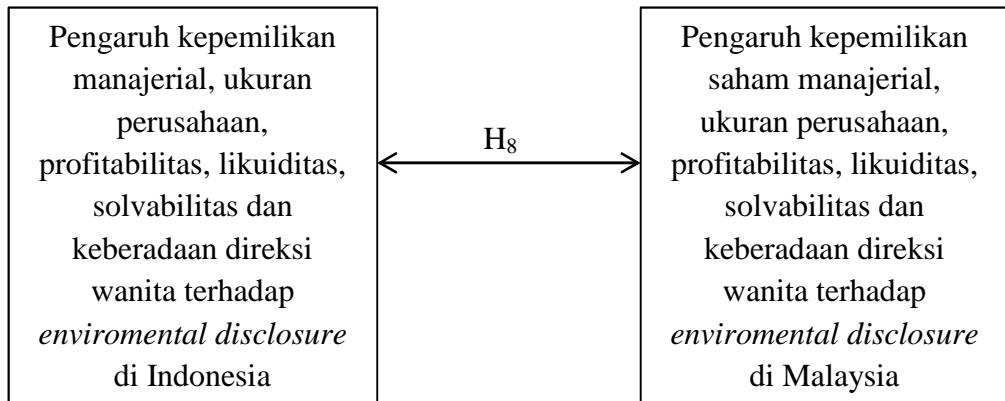 Pengaruh kepemilikan
manajerial, ukuran
perusahaan,
profitabilitas, likuiditas,
solvabilitas dan
keberadaan direksi
wanita terhadap
enviromental disclosure
di Indonesia
H₈
Pengaruh kepemilikan
saham manajerial,
ukuran perusahaan,
profitabilitas, likuiditas,
solvabilitas dan
keberadaan direksi
wanita terhadap
enviromental disclosure
di Malaysia